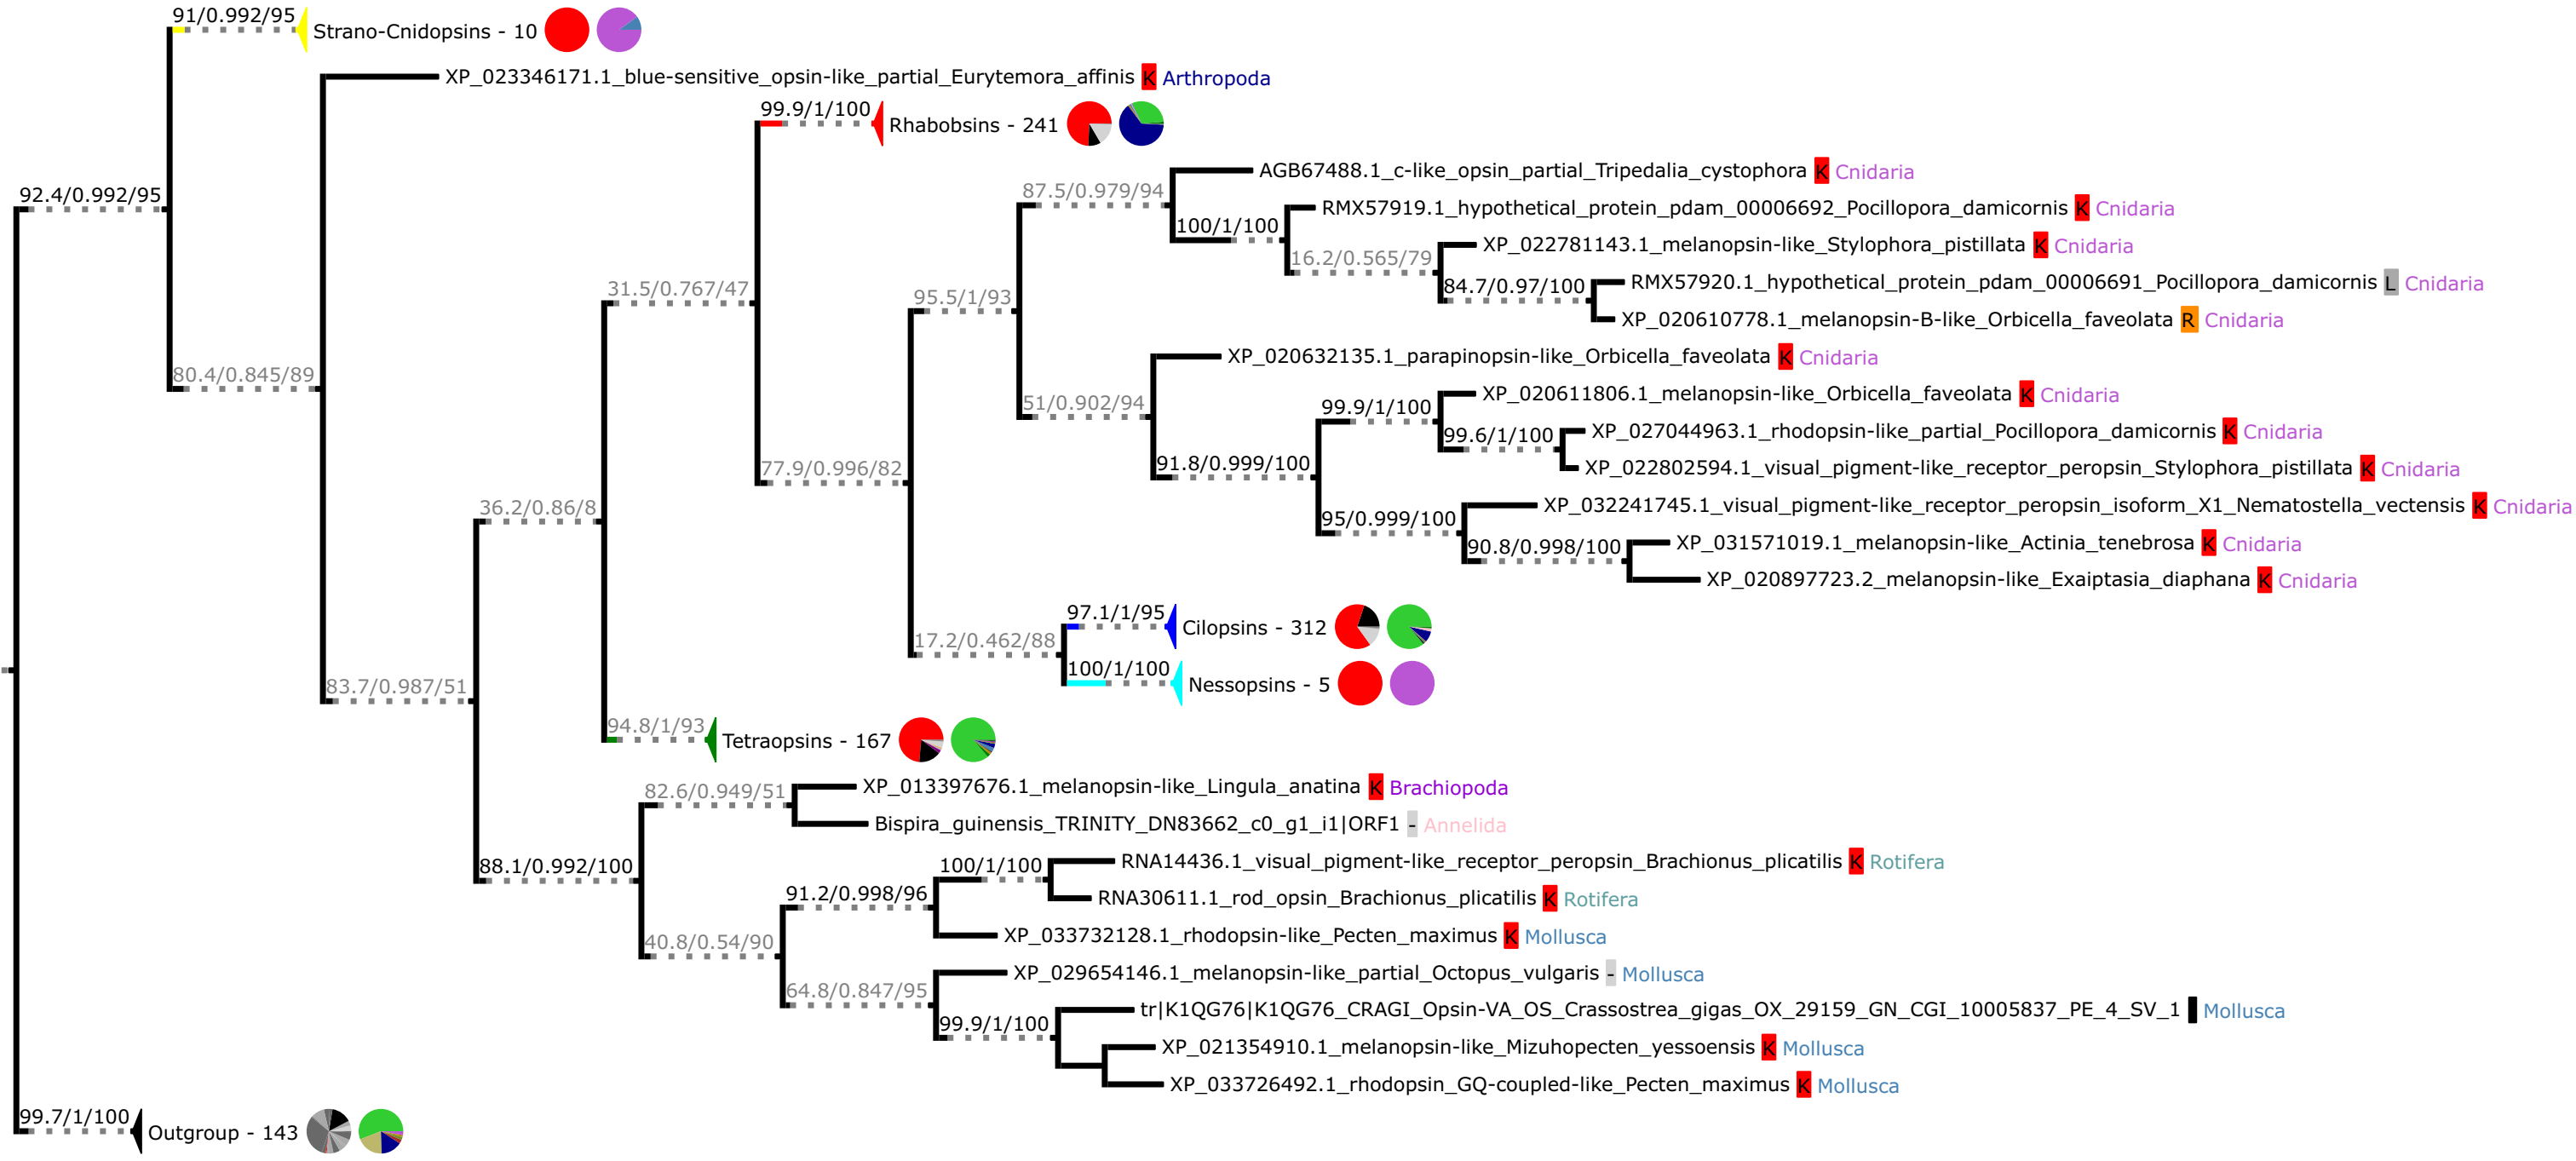 91/0.992/95
Strano-Cnidopsins - 10
XP_023346171.1_blue-sensitive_opsin-like_partial_Eurytemora_affinis K Arthropoda
99.9/1/100
Rhabobsins - 241
AGB67488.1_c-like_opsin_partial_Tripedalia_cystophora K Cnidaria
87.5/0.979/94
92.4/0.992/95
RMX57919.1_hypothetical_protein_pdam_00006692_Pocillopora_damicornis K Cnidaria
100/1/100
XP_022781143.1_melanopsin-like_Stylophora_pistillata K Cnidaria
16.2/0.565/79
RMX57920.1_hypothetical_protein_pdam_00006691_Pocillopora_damicornis L Cnidaria
84.7/0.97/100
31.5/0.767/47
95.5/1/93
XP_020610778.1_melanopsin-B-like_Orbicella_faveolata R Cnidaria
XP_020632135.1_parapinopsin-like_Orbicella_faveolata K Cnidaria
80.4/0.845/89
XP_020611806.1_melanopsin-like_Orbicella_faveolata K Cnidaria
51/0.902/94
99.9/1/100
XP_027044963.1_rhodopsin-like_partial_Pocillopora_damicornis K Cnidaria
99.6/1/100
XP_022802594.1_visual_pigment-like_receptor_peropsin_Stylophora_pistillata K Cnidaria
77.9/0.996/82
91.8/0.999/100
XP_032241745.1_visual_pigment-like_receptor_peropsin_isoform_X1_Nematostella_vectensis K Cnidaria
36.2/0.86/8
95/0.999/100
XP_031571019.1_melanopsin-like_Actinia_tenebrosa K Cnidaria
90.8/0.998/100
XP_020897723.2_melanopsin-like_Exaiptasia_diaphana K Cnidaria
97.1/1/95
Cilopsins - 312
17.2/0.462/88
100/1/100
Nessopsins - 5
83.7/0.987/51
94.8/1/93
Tetraopsins - 167
XP_013397676.1_melanopsin-like_Lingula_anatina K Brachiopoda
82.6/0.949/51
Bispira_guinensis_TRINITY_DN83662_c0_g1_i1|ORF1 - Annelida
RNA14436.1_visual_pigment-like_receptor_peropsin_Brachionus_plicatilis K Rotifera
88.1/0.992/100
100/1/100
91.2/0.998/96
RNA30611.1_rod_opsin_Brachionus_plicatilis K Rotifera
XP_033732128.1_rhodopsin-like_Pecten_maximus K Mollusca
40.8/0.54/90
XP_029654146.1_melanopsin-like_partial_Octopus_vulgaris - Mollusca
64.8/0.847/95
tr|K1QG76|K1QG76_CRAGI_Opsin-VA_OS_Crassostrea_gigas_OX_29159_GN_CGI_10005837_PE_4_SV_1 Mollusca
99.9/1/100
XP_021354910.1_melanopsin-like_Mizuhopecten_yessoensis K Mollusca
XP_033726492.1_rhodopsin_GQ-coupled-like_Pecten_maximus K Mollusca
99.7/1/100
Outgroup - 143